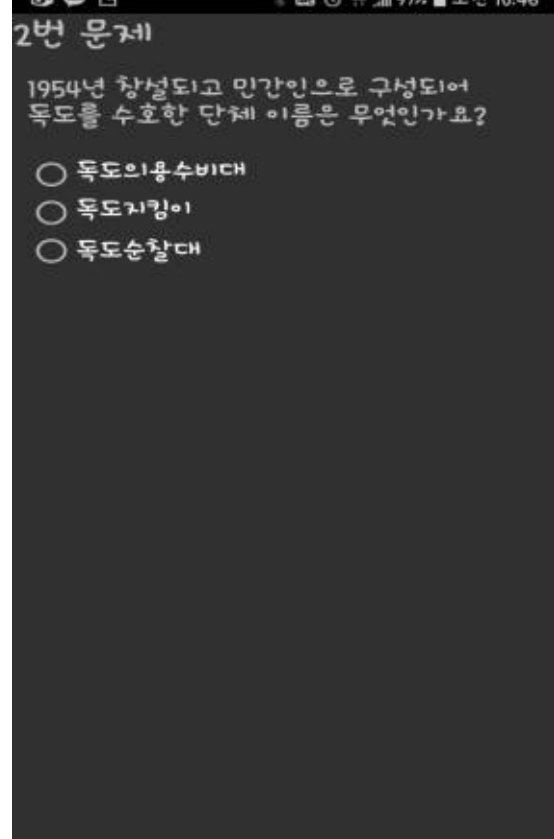 2번 문제
1954년 창설되고 민간인으로 구성되어
독도를 수호한 단체 이름은 무엇인가요?
독도의용수비대
독도지킴이
독도순찰대